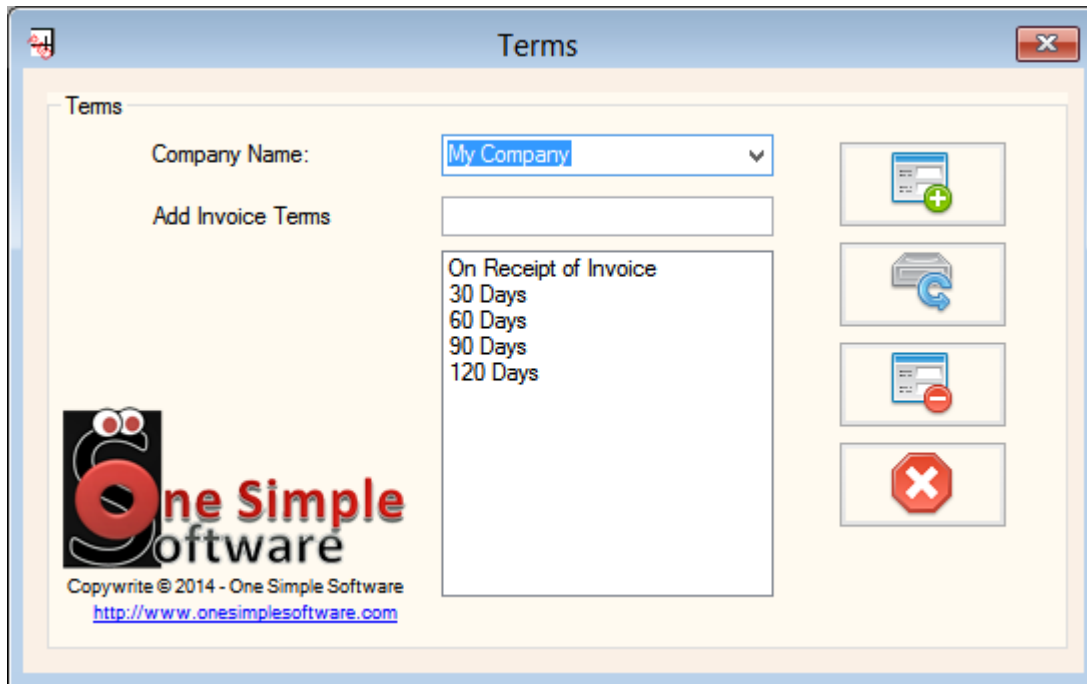 Terms
Terms
Company Name:
My Company
Add Invoice Terms
On Receipt of Invoice
30 Days
60 Days
90 Days
120 Days
One Simple
Software
Copywrite © 2014 - One Simple Software
http://www.onesimplesoftware.com